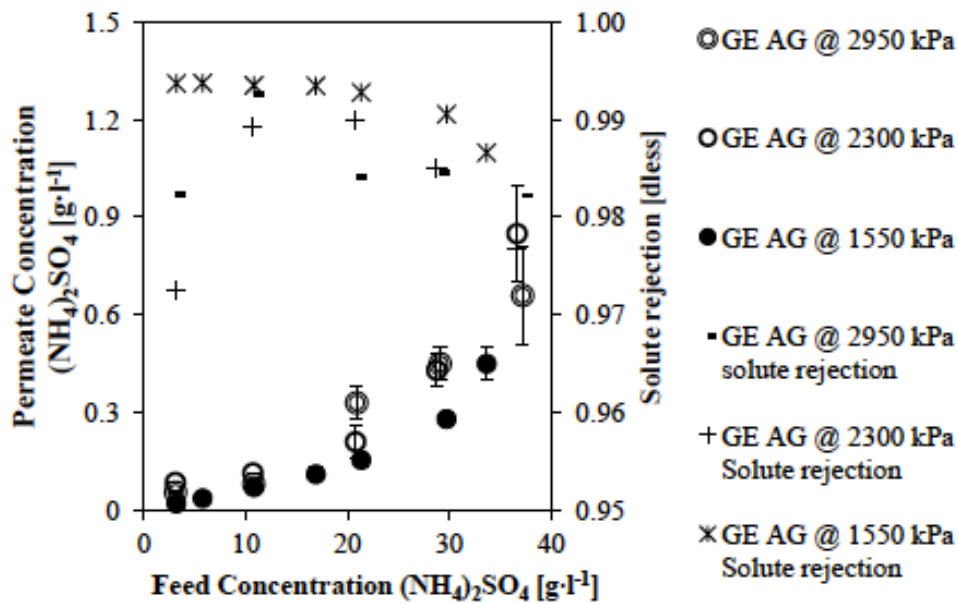 1.5
1.2
0.9
0.6
0.3
0
Permeate Concentration
(NH₄)₂SO₄ [g·l⁻¹]
1.00
0.99
0.98
0.97
0.96
0.95
Solute rejection [dless]
0
10
20
30
40
Feed Concentration (NH₄)₂SO₄ [g·l⁻¹]
GE AG @ 2950 kPa
GE AG @ 2300 kPa
GE AG @ 1550 kPa
GE AG @ 2950 kPa
solute rejection
GE AG @ 2300 kPa
Solute rejection
GE AG @ 1550 kPa
Solute rejection